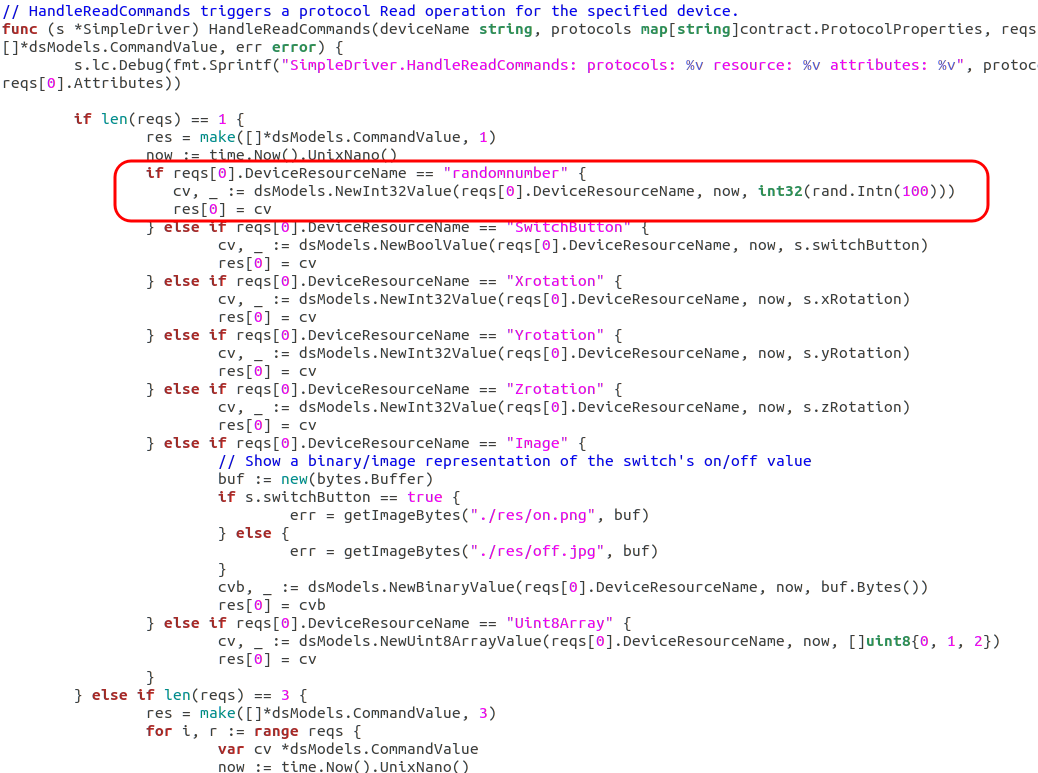 // HandleReadCommands triggers a protocol Read operation for the specified device.
func (s *SimpleDriver) HandleReadCommands(deviceName string, protocols map[string]contract.ProtocolProperties, reqs
[]*dsModels.CommandValue, err error) {
        s.lc.Debug(fmt.Sprintf("SimpleDriver.HandleReadCommands: protocols: %v resource: %v attributes: %v", protoc
reqs[0].Attributes))
        if len(reqs) == 1 {
                res = make([]*dsModels.CommandValue, 1)
                now := time.Now().UnixNano()
                if reqs[0].DeviceResourceName == "randomnumber" {
                   cv, _ := dsModels.NewInt32Value(reqs[0].DeviceResourceName, now, int32(rand.Intn(100)))
                   res[0] = cv
                } else if reqs[0].DeviceResourceName == "SwitchButton" {
                        cv, _ := dsModels.NewBoolValue(reqs[0].DeviceResourceName, now, s.switchButton)
                        res[0] = cv
                } else if reqs[0].DeviceResourceName == "Xrotation" {
                        cv, _ := dsModels.NewInt32Value(reqs[0].DeviceResourceName, now, s.xRotation)
                        res[0] = cv
                } else if reqs[0].DeviceResourceName == "Yrotation" {
                        cv, _ := dsModels.NewInt32Value(reqs[0].DeviceResourceName, now, s.yRotation)
                        res[0] = cv
                } else if reqs[0].DeviceResourceName == "Zrotation" {
                        cv, _ := dsModels.NewInt32Value(reqs[0].DeviceResourceName, now, s.zRotation)
                        res[0] = cv
                } else if reqs[0].DeviceResourceName == "Image" {
                        // Show a binary/image representation of the switch's on/off value
                        buf := new(bytes.Buffer)
                        if s.switchButton == true {
                                err = getImageBytes("./res/on.png", buf)
                        } else {
                                err = getImageBytes("./res/off.jpg", buf)
                        }
                        cvb, _ := dsModels.NewBinaryValue(reqs[0].DeviceResourceName, now, buf.Bytes())
                        res[0] = cvb
                } else if reqs[0].DeviceResourceName == "Uint8Array" {
                        cv, _ := dsModels.NewUint8ArrayValue(reqs[0].DeviceResourceName, now, []uint8{0, 1, 2})
                        res[0] = cv
                }
        } else if len(reqs) == 3 {
                res = make([]*dsModels.CommandValue, 3)
                for i, r := range reqs {
                        var cv *dsModels.CommandValue
                        now := time.Now().UnixNano()